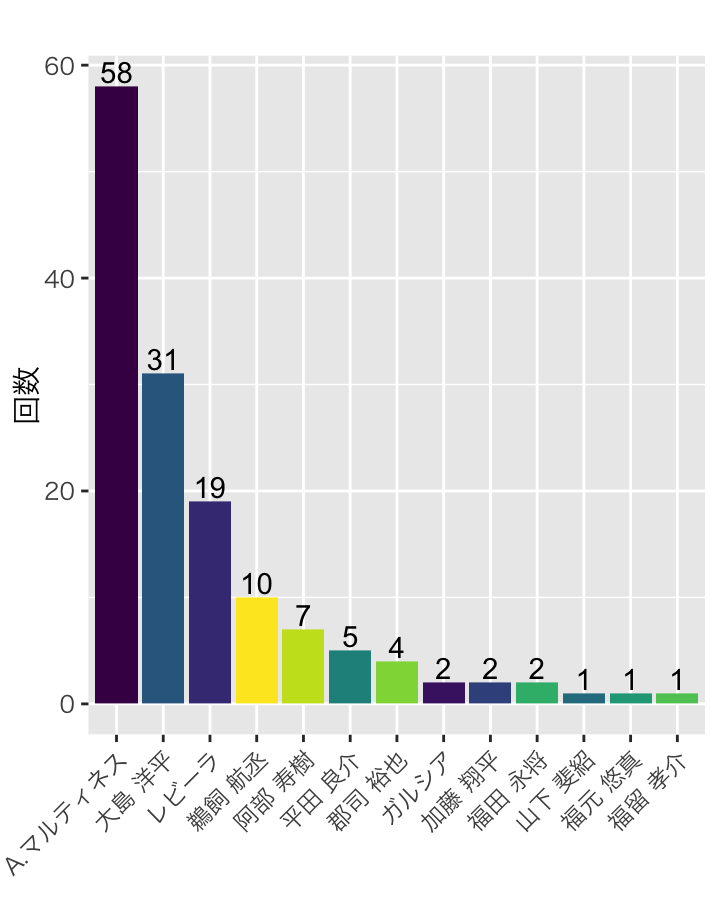 60
40
20
0
回数
58
31
19
10
7
5
4
2
2
2
1
1
1
A.マルティネス
大島 洋平
レビーラ
鵜飼 航丞
阿部 寿樹
平田 良介
郡司 裕也
ガルシア
加藤 翔平
福田 永将
山下 斐紹
福元 悠真
福留 孝介